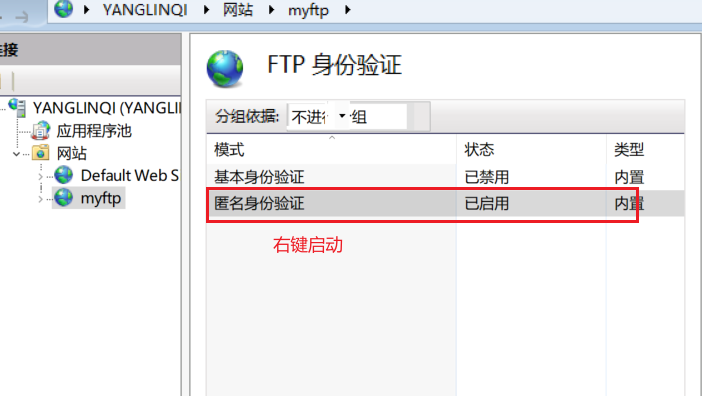 YANGLINQI 网站 myftp
连接
YANGLINQI (YANGLIN
应用程序池
网站
Default Web S
myftp
FTP 身份验证
分组依据: 不进行 组
模式 状态 类型
基本身份验证 已禁用 内置
匿名身份验证 已启用 内置
右键启动